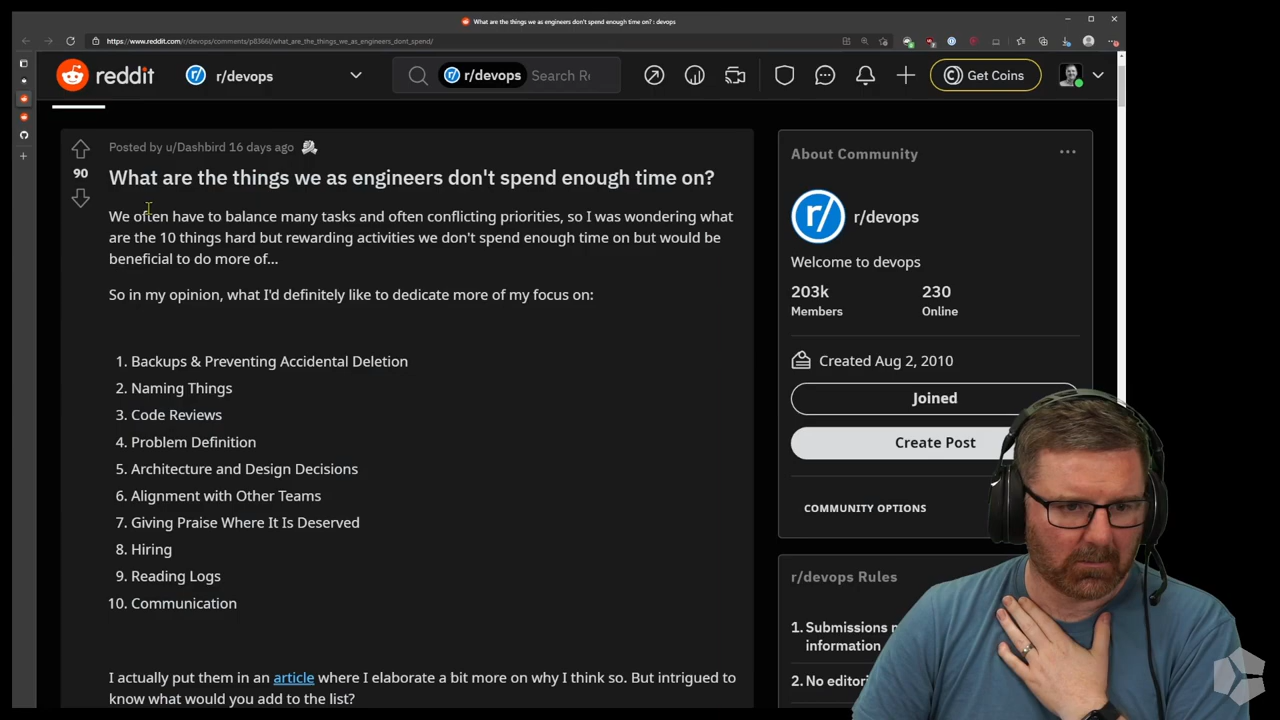 What are the things we as engineers don't spend enough time on? : devops
https://www.reddit.com/r/devops/comments/p8366l/what_are_the_things_we_as_engineers_dont_spend/
reddit
r/devops
r/devops
Search Re
Get Coins
Posted by u/Dashbird 16 days ago
90
What are the things we as engineers don't spend enough time on?
We often have to balance many tasks and often conflicting priorities, so I was wondering what
are the 10 things hard but rewarding activities we don't spend enough time on but would be
beneficial to do more of...
So in my opinion, what I'd definitely like to dedicate more of my focus on:
1. Backups & Preventing Accidental Deletion
2. Naming Things
3. Code Reviews
4. Problem Definition
5. Architecture and Design Decisions
6. Alignment with Other Teams
7. Giving Praise Where It Is Deserved
8. Hiring
9. Reading Logs
10. Communication
I actually put them in an article where I elaborate a bit more on why I think so. But intrigued to
know what would you add to the list?
About Community
r/devops
Welcome to devops
203k
230
Members
Online
Created Aug 2, 2010
Joined
Create Post
COMMUNITY OPTIONS
r/devops Rules
1. Submissions
information
2. No editori